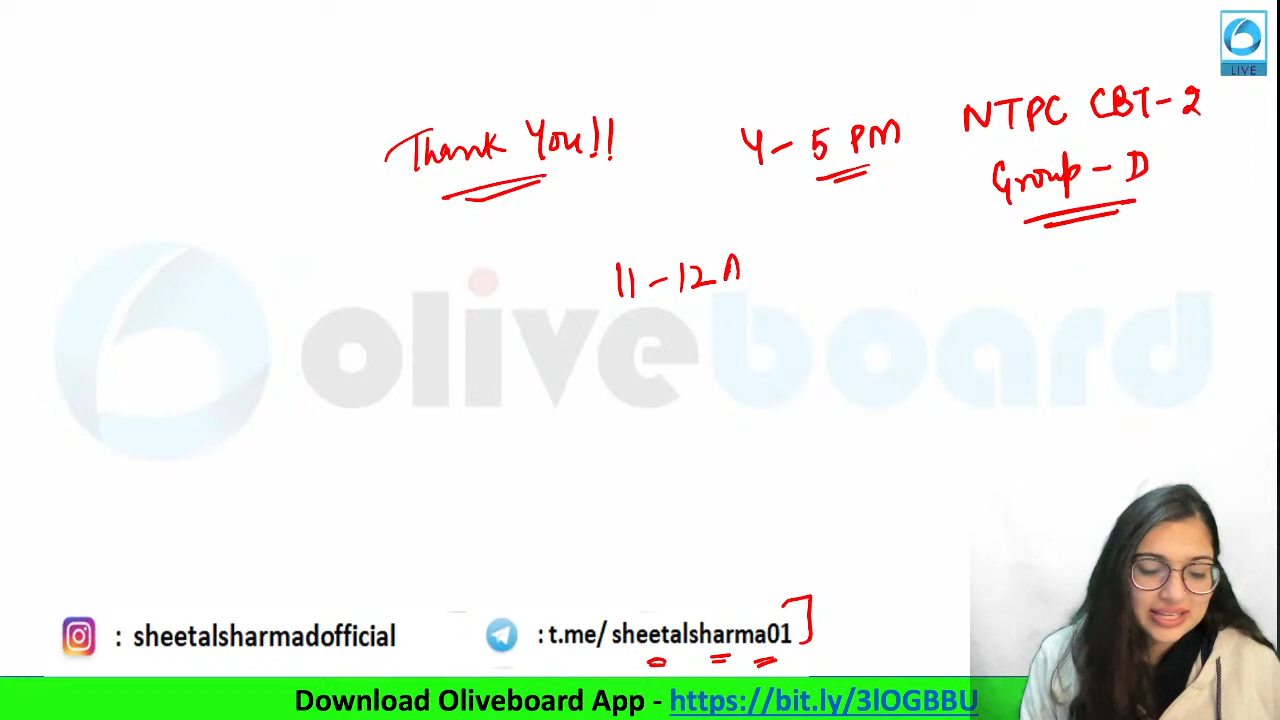 LIVE
Thank You!!
4-5 PM
NTPC CBT-2
Group-D
11-12 A
oliveboard
: sheetalsharmadofficial
: t.me/ sheetalsharma01
Download Oliveboard App - https://bit.ly/3lOGBBU